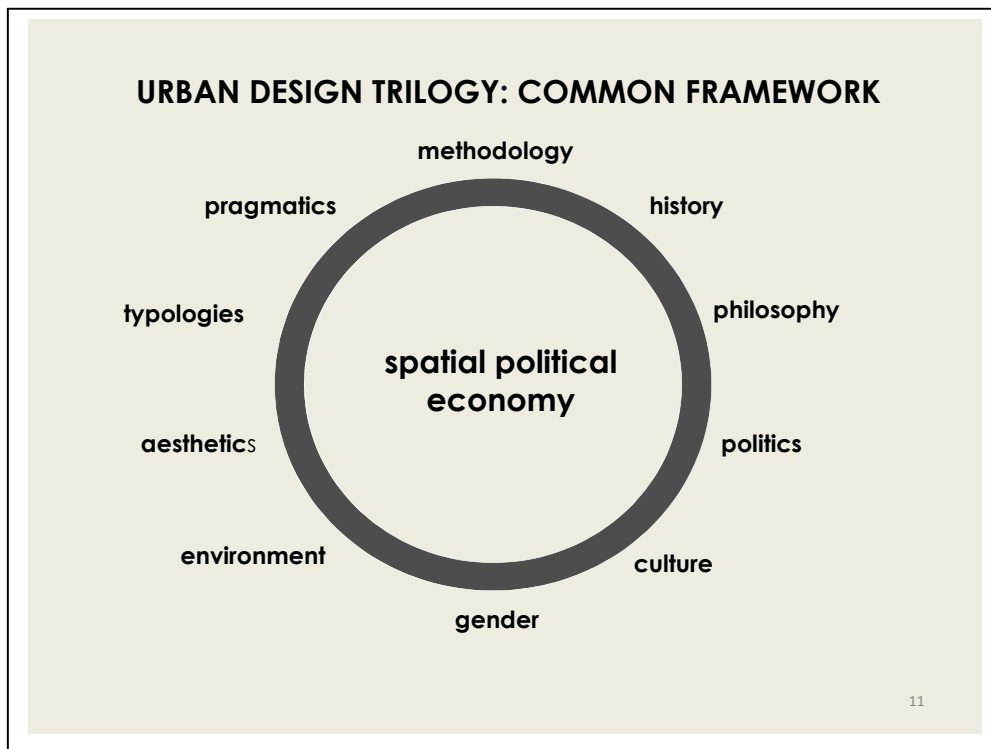 URBAN DESIGN TRILOGY: COMMON FRAMEWORK
methodology
pragmatics
history
typologies
philosophy
spatial political
economy
aesthetics
politics
environment
culture
gender
11